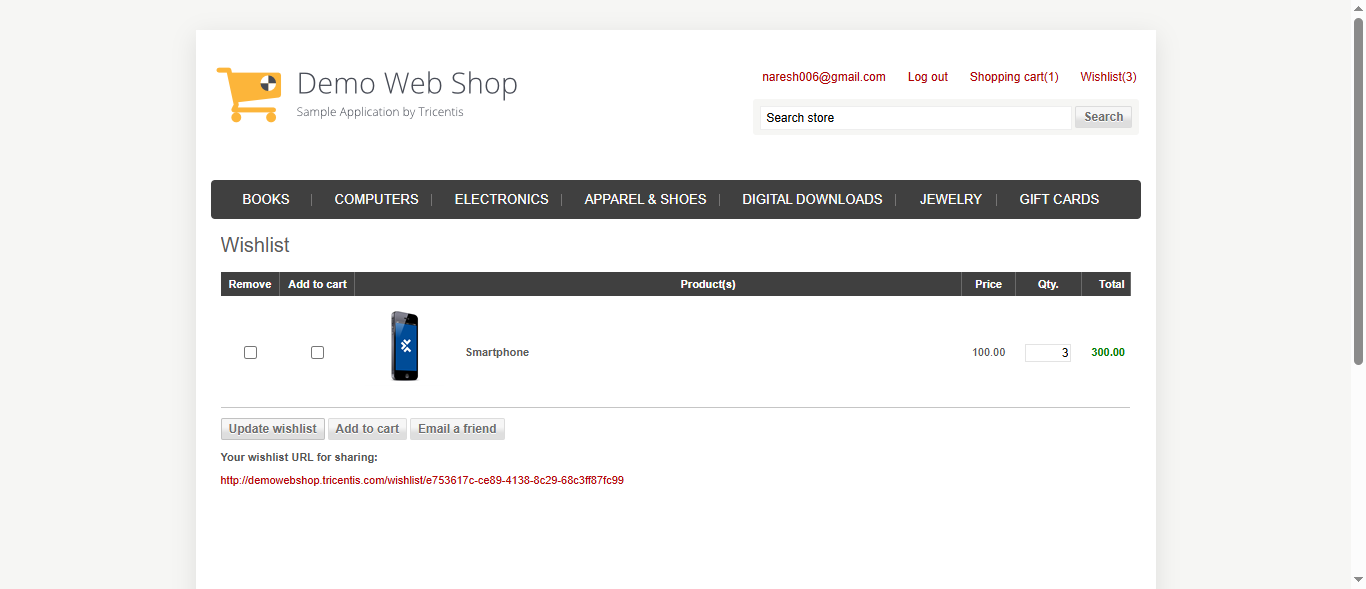 Demo Web Shop
Sample Application by Tricentis
naresh006@gmail.com Log out Shopping cart(1) Wishlist(3)
Search store Search
BOOKS COMPUTERS ELECTRONICS APPAREL & SHOES DIGITAL DOWNLOADS JEWELRY GIFT CARDS
Wishlist
Remove Add to cart Product(s) Price Qty. Total
Smartphone 100.00 3 300.00
Update wishlist Add to cart Email a friend
Your wishlist URL for sharing:
http://demowebshop.tricentis.com/wishlist/e753617c-ce89-4138-8c29-68c3ff87fc99